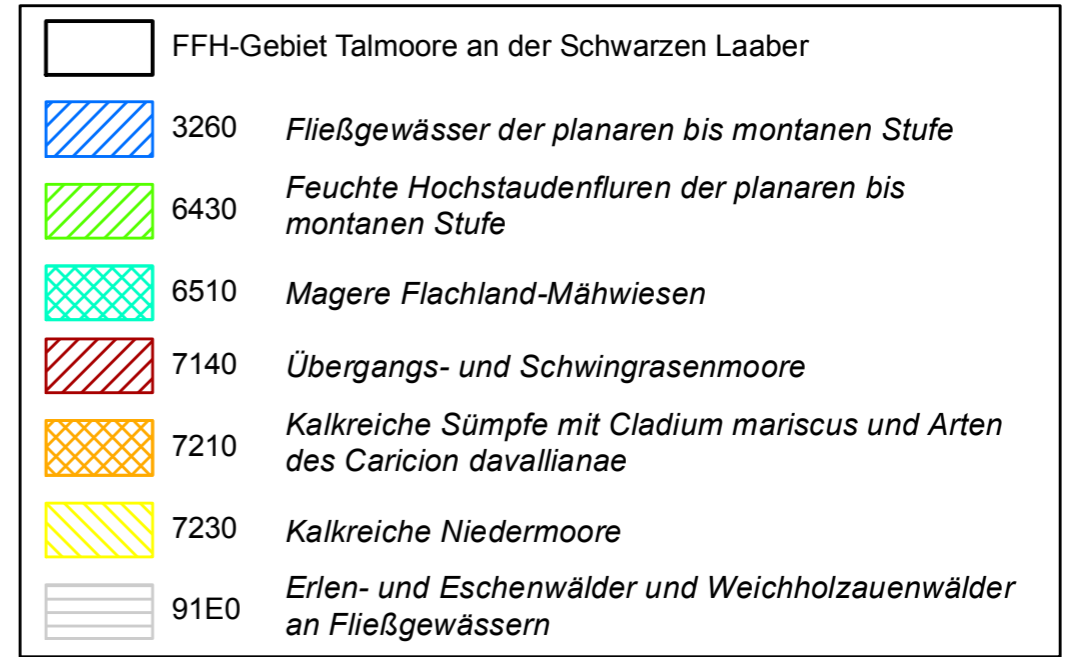 FFH-Gebiet Talmoore an der Schwarzen Laaber
3260 Fließgewässer der planaren bis montanen Stufe
6430 Feuchte Hochstaudenfluren der planaren bis
montanen Stufe
6510 Magere Flachland-Mähwiesen
7140 Übergangs- und Schwingrasenmoore
7210 Kalkreiche Sümpfe mit Cladium mariscus und Arten
des Caricion davallianae
7230 Kalkreiche Niedermoore
91E0 Erlen- und Eschenwälder und Weichholzauenwälder
an Fließgewässern